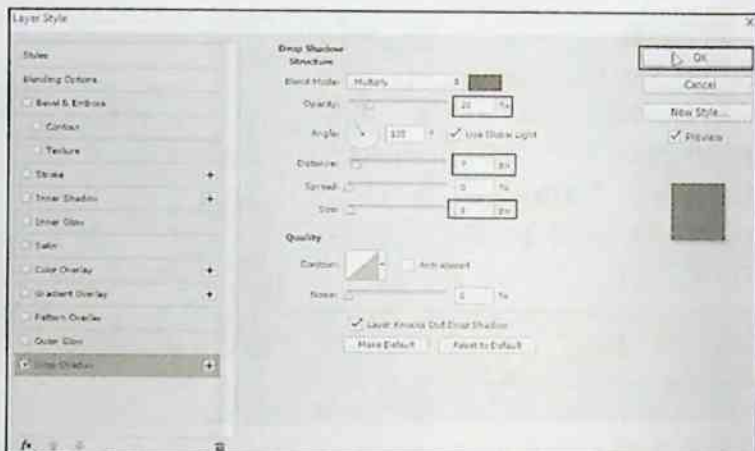 Layer Style
X
Styles
Blending Options
Bevel & Emboss
Contour
Texture
Stroke
+
Inner Shadow
+
Inner Glow
Satin
Color Overlay
+
Gradient Overlay
+
Pattern Overlay
Outer Glow
Drop Shadow
+
fx
Drop Shadow
Structure
Blend Mode: Multiply
Opacity: 20 %
Angle: °
Use Global Light
Distance: 7 px
Spread: 0 %
Size: px
Quality
Contour: Anti-aliased
Noise: 0 %
Layer Knocks Out Drop Shadow
Make Default
Reset to Default
OK
Cancel
New Style...
Preview